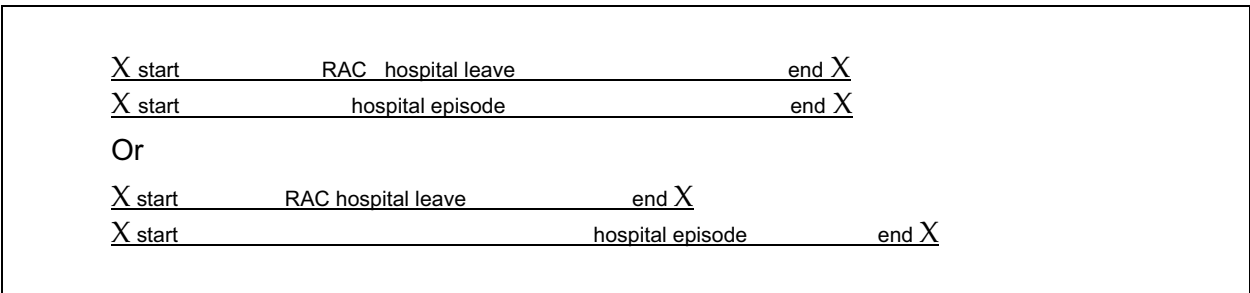 X start RAC hospital leave end X
X start hospital episode end X
Or
X start RAC hospital leave end X
X start hospital episode end X